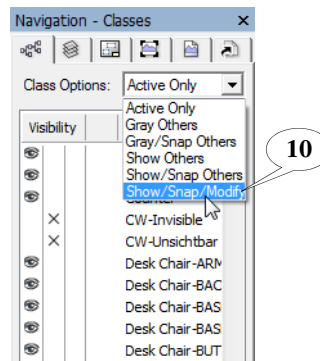 Navigation - Classes
Class Options: Active Only
Active Only
Gray Others
Gray/Snap Others
Show Others
Show/Snap Others
Show/Snap/Modify
10
Visibility
Counter
CW-Invisible
CW-Unsichtbar
Desk Chair-ARM
Desk Chair-BAC
Desk Chair-BAS
Desk Chair-BAS
Desk Chair-BUT